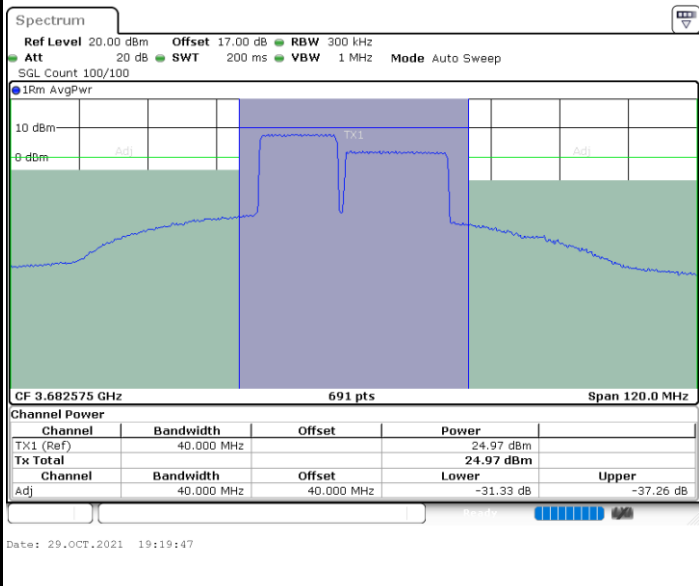 Spectrum
Ref Level 20.00 dBm Offset 17.00 dB RBW 300 kHz
Att 20 dB SWT 200 ms VBW 1 MHz Mode Auto Sweep
SGL Count 100/100
1Rm AvgPwr
10 dBm
TX1
0 dBm
Adj Adj
CF 3.682575 GHz 691 pts Span 120.0 MHz
Channel Power
Channel Bandwidth Offset Power
TX1 (Ref) 40.000 MHz 24.97 dBm
Tx Total 24.97 dBm
Channel Bandwidth Offset Lower Upper
Adj 40.000 MHz 40.000 MHz -31.33 dB -37.26 dB
Ready
Date: 29.OCT.2021 19:19:47